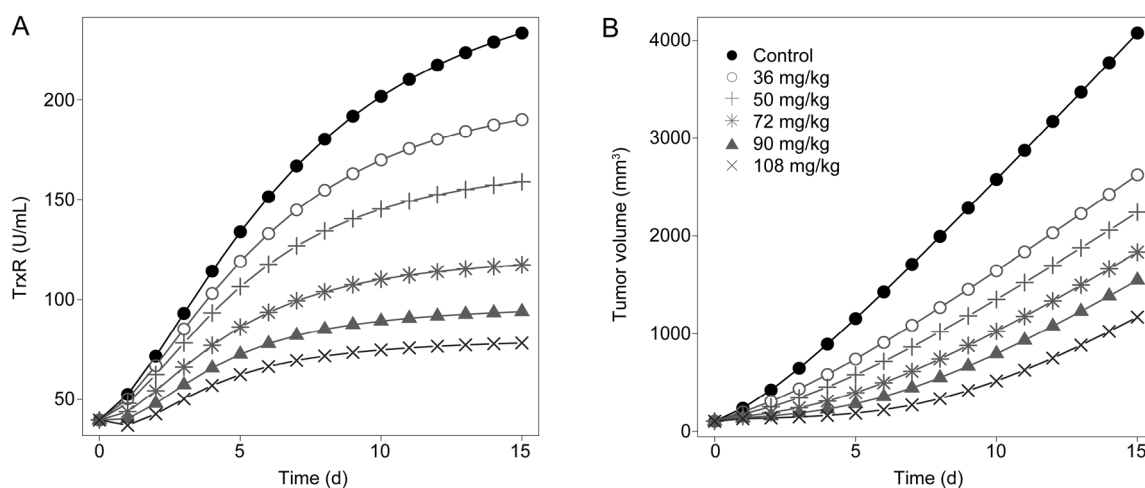 A
TrxR (U/mL)
200
150
100
50
0
5
10
15
Time (d)
B
Tumor volume (mm³)
4000
3000
2000
1000
0
Control
36 mg/kg
50 mg/kg
72 mg/kg
90 mg/kg
108 mg/kg
0
5
10
15
Time (d)